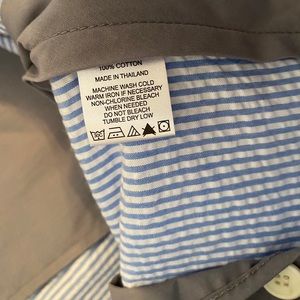 100% COTTON
MADE IN THAILAND
MACHINE WASH COLD
WARM IRON IF NECESSARY
NON-CHLORINE BLEACH
WHEN NEEDED
DO NOT BLEACH
TUMBLE DRY LOW